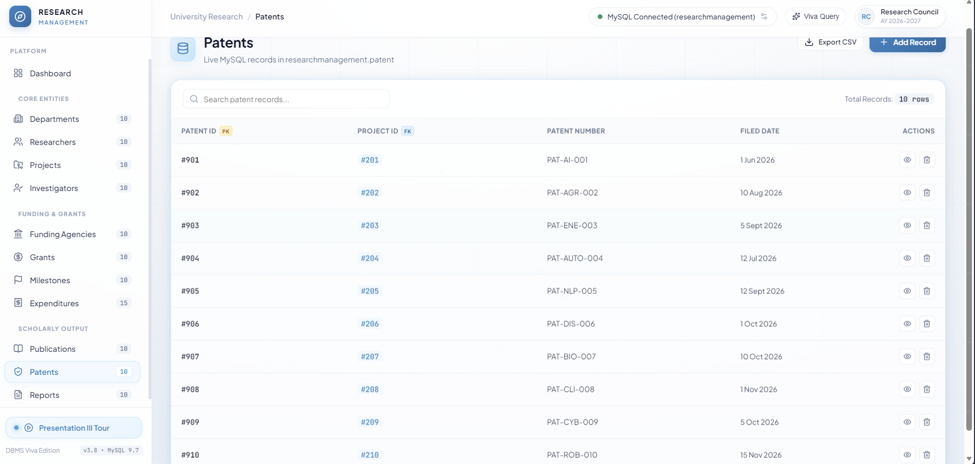 RESEARCH
MANAGEMENT
University Research / Patents
MySQL Connected (researchmanagement)
Viva Query
RC
Research Council
AY 2026-2027
PLATFORM
Dashboard
CORE ENTITIES
Departments 10
Researchers 10
Projects 10
Investigators 10
FUNDING & GRANTS
Funding Agencies 10
Grants 10
Milestones 10
Expenditures 15
SCHOLARLY OUTPUT
Publications 10
Patents 10
Reports 10
Presentation III Tour
DBMS Viva Edition v3.8 • MySQL 9.7
Patents
Live MySQL records in researchmanagement.patent
Export CSV
+ Add Record
Search patent records...
Total Records: 10 rows
PATENT ID PK PROJECT ID FK PATENT NUMBER FILED DATE ACTIONS
#901 #201 PAT-AI-001 1 Jun 2026
#902 #202 PAT-AGR-002 10 Aug 2026
#903 #203 PAT-ENE-003 5 Sept 2026
#904 #204 PAT-AUTO-004 12 Jul 2026
#905 #205 PAT-NLP-005 12 Sept 2026
#906 #206 PAT-DIS-006 1 Oct 2026
#907 #207 PAT-BIO-007 10 Oct 2026
#908 #208 PAT-CLI-008 1 Nov 2026
#909 #209 PAT-CYB-009 5 Oct 2026
#910 #210 PAT-ROB-010 15 Nov 2026